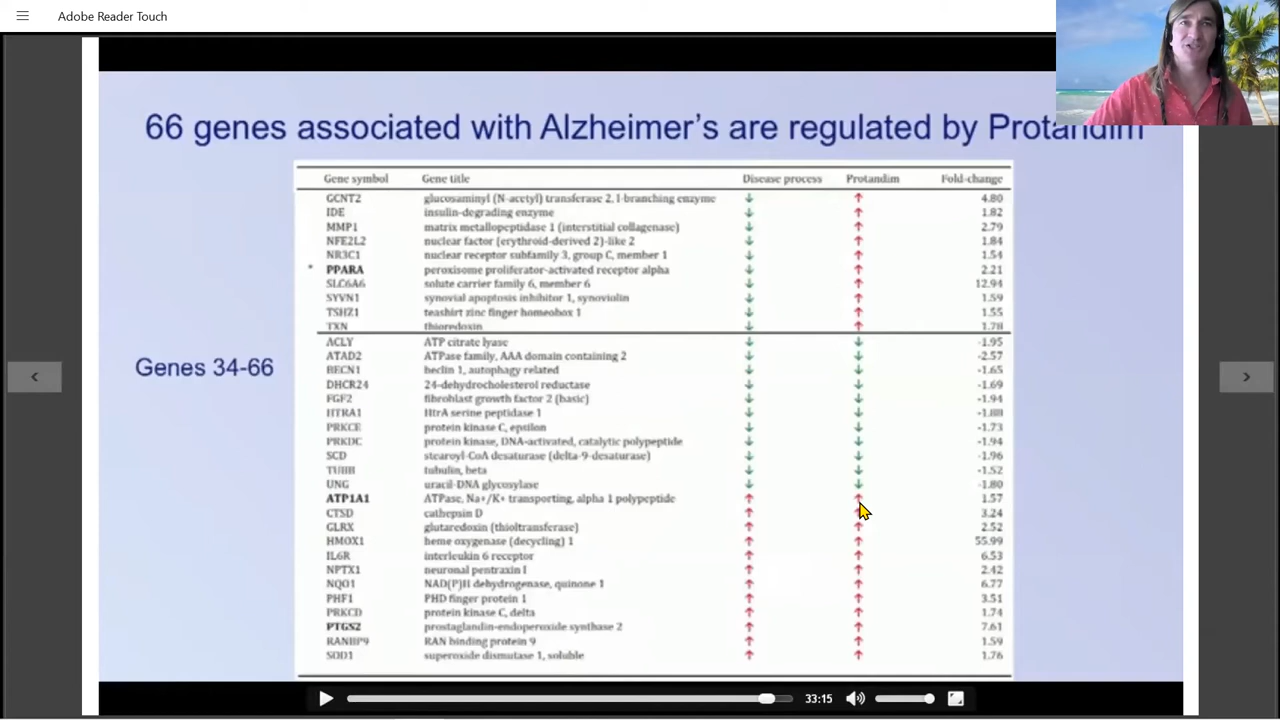 Adobe Reader Touch
66 genes associated with Alzheimer's are regulated by Protandim
Gene symbol Gene title Disease process Protandim Fold-change
GCNT2 glucosaminyl (N-acetyl) transferase 2, I-branching enzyme ↓ ↑ 4.80
IDE insulin-degrading enzyme ↓ ↑ 1.82
MMP1 matrix metallopeptidase 1 (interstitial collagenase) ↓ ↑ 2.79
NFE2L2 nuclear factor (erythroid-derived 2)-like 2 ↓ ↑ 1.84
NR3C1 nuclear receptor subfamily 3, group C, member 1 ↓ ↑ 1.54
* PPARA peroxisome proliferator-activated receptor alpha ↓ ↑ 2.21
SLC6A6 solute carrier family 6, member 6 ↓ ↑ 12.94
SYVN1 synovial apoptosis inhibitor 1, synoviolin ↓ ↑ 1.59
TSHZ1 teashirt zinc finger homeobox 1 ↓ ↑ 1.55
TXN thioredoxin ↓ ↑ 1.78
ACLY ATP citrate lyase ↓ ↓ -1.95
ATAD2 ATPase family, AAA domain containing 2 ↓ ↓ -2.57
BECN1 beclin 1, autophagy related ↓ ↓ -1.65
Genes 34-66
DHCR24 24-dehydrocholesterol reductase ↓ ↓ -1.69
FGF2 fibroblast growth factor 2 (basic) ↓ ↓ -1.94
HTRA1 HtrA serine peptidase 1 ↓ ↓ -1.88
PRKCE protein kinase C, epsilon ↓ ↓ -1.73
PRKDC protein kinase, DNA-activated, catalytic polypeptide ↓ ↓ -1.94
SCD stearoyl-CoA desaturase (delta-9-desaturase) ↓ ↓ -1.96
TUBB tubulin, beta ↓ ↓ -1.52
UNG uracil-DNA glycosylase ↓ ↓ -1.80
ATP1A1 ATPase, Na+/K+ transporting, alpha 1 polypeptide ↑ ↑ 1.57
CTSD cathepsin D ↑ ↑ 3.24
GLRX glutaredoxin (thioltransferase) ↑ ↑ 2.52
HMOX1 heme oxygenase (decycling) 1 ↑ ↑ 55.99
IL6R interleukin 6 receptor ↑ ↑ 6.53
NPTX1 neuronal pentraxin I ↑ ↑ 2.42
NQO1 NAD(P)H dehydrogenase, quinone 1 ↑ ↑ 6.77
PHF1 PHD finger protein 1 ↑ ↑ 3.51
PRKCD protein kinase C, delta ↑ ↑ 1.74
PTGS2 prostaglandin-endoperoxide synthase 2 ↑ ↑ 7.61
RANBP9 RAN binding protein 9 ↑ ↑ 1.59
SOD1 superoxide dismutase 1, soluble ↑ ↑ 1.76
33:15